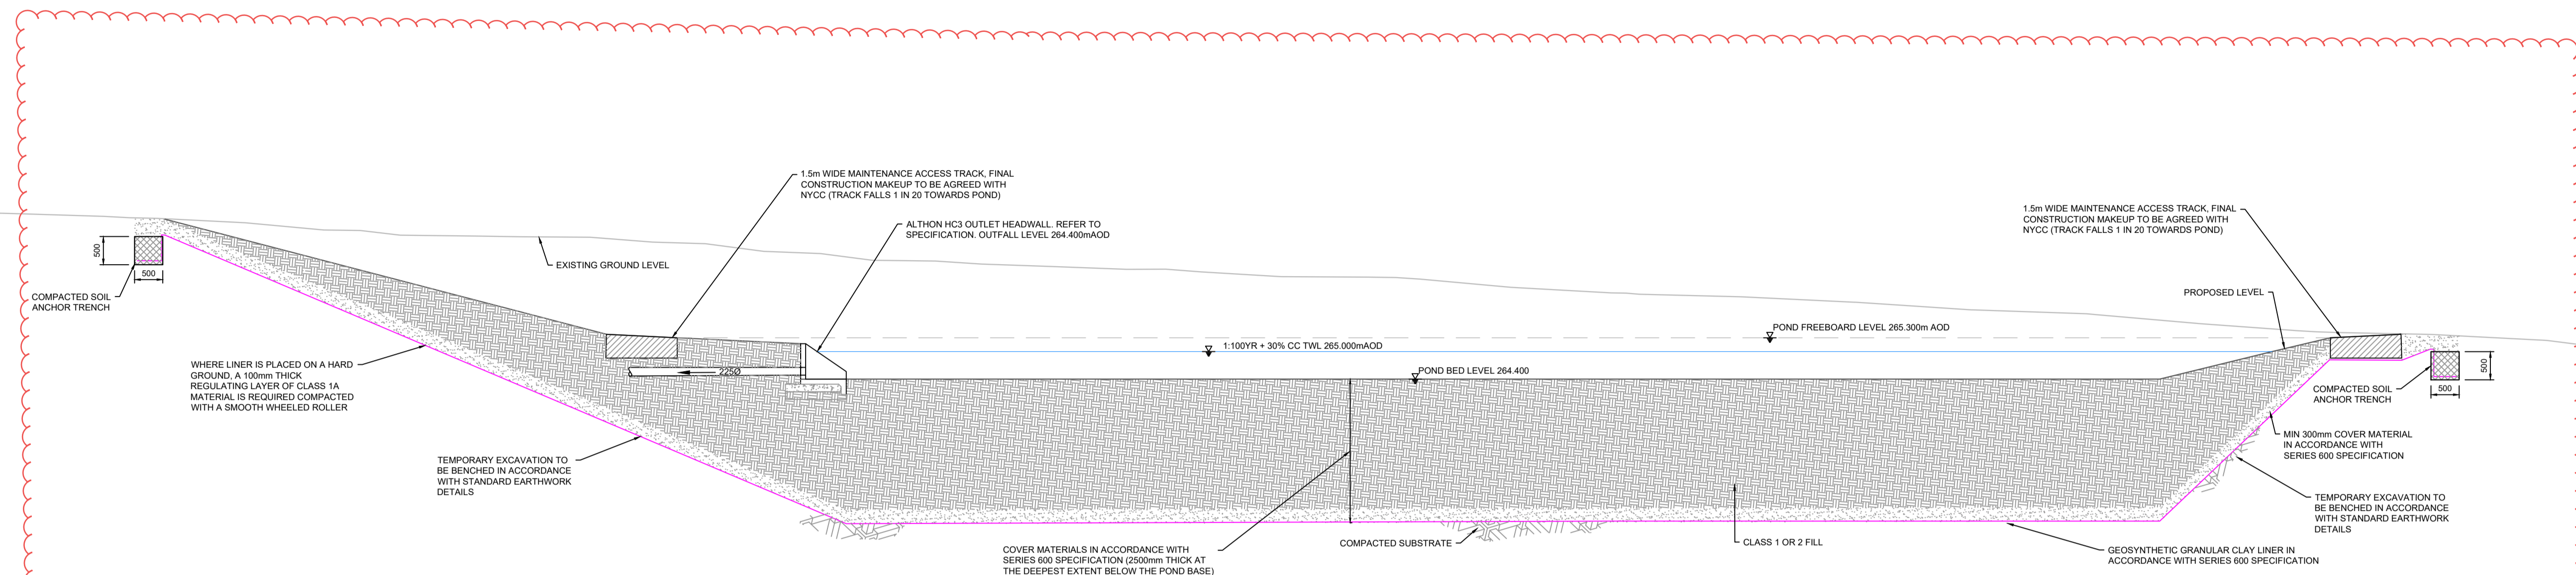 1.5m WIDE MAINTENANCE ACCESS TRACK, FINAL
CONSTRUCTION MAKEUP TO BE AGREED WITH
NYCC (TRACK FALLS 1 IN 20 TOWARDS POND)
ALTHON HC3 OUTLET HEADWALL. REFER TO
SPECIFICATION. OUTFALL LEVEL 264.400mAOD
1.5m WIDE MAINTENANCE ACCESS TRACK, FINAL
CONSTRUCTION MAKEUP TO BE AGREED WITH
NYCC (TRACK FALLS 1 IN 20 TOWARDS POND)
500
500
EXISTING GROUND LEVEL
COMPACTED SOIL
ANCHOR TRENCH
PROPOSED LEVEL
POND FREEBOARD LEVEL 265.300m AOD
1:100YR + 30% CC TWL 265.000mAOD
225Ø
POND BED LEVEL 264.400
WHERE LINER IS PLACED ON A HARD
GROUND, A 100mm THICK
REGULATING LAYER OF CLASS 1A
MATERIAL IS REQUIRED COMPACTED
WITH A SMOOTH WHEELED ROLLER
500
500
COMPACTED SOIL
ANCHOR TRENCH
MIN 300mm COVER MATERIAL
IN ACCORDANCE WITH
SERIES 600 SPECIFICATION
TEMPORARY EXCAVATION TO
BE BENCHED IN ACCORDANCE
WITH STANDARD EARTHWORK
DETAILS
TEMPORARY EXCAVATION TO
BE BENCHED IN ACCORDANCE
WITH STANDARD EARTHWORK
DETAILS
COVER MATERIALS IN ACCORDANCE WITH
SERIES 600 SPECIFICATION (2500mm THICK AT
THE DEEPEST EXTENT BELOW THE POND BASE)
COMPACTED SUBSTRATE
CLASS 1 OR 2 FILL
GEOSYNTHETIC GRANULAR CLAY LINER IN
ACCORDANCE WITH SERIES 600 SPECIFICATION